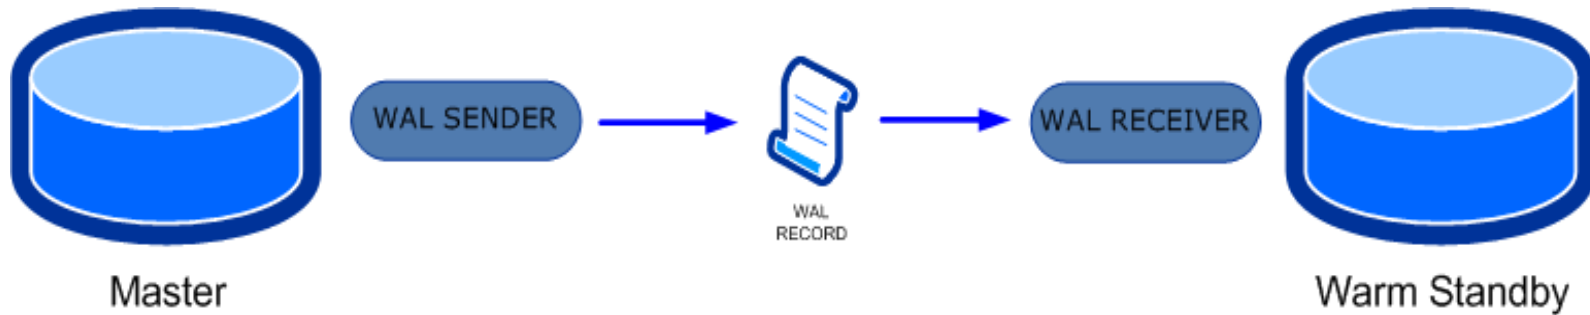 WAL SENDER
WAL RECEIVER
WAL
RECORD
Master
Warm Standby